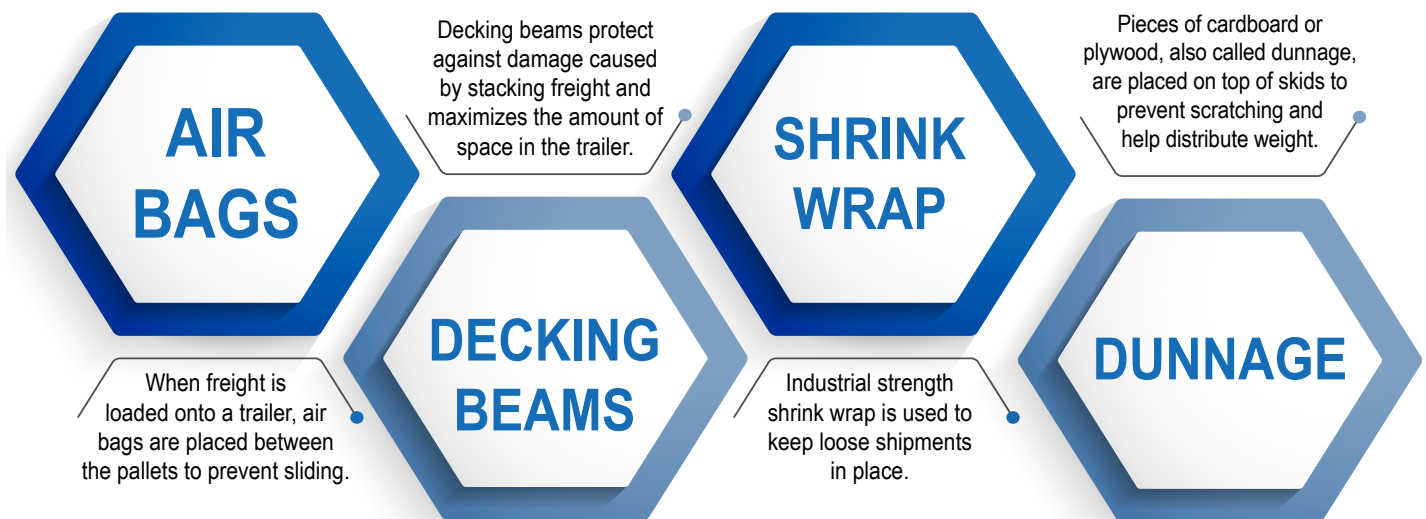 AIR
BAGS
When freight is
loaded onto a trailer, air
bags are placed between
the pallets to prevent sliding.
Decking beams protect
against damage caused
by stacking freight and
maximizes the amount of
space in the trailer.
DECKING
BEAMS
SHRINK
WRAP
Industrial strength
shrink wrap is used to
keep loose shipments
in place.
Pieces of cardboard or
plywood, also called dunnage,
are placed on top of skids to
prevent scratching and
help distribute weight.
DUNNAGE